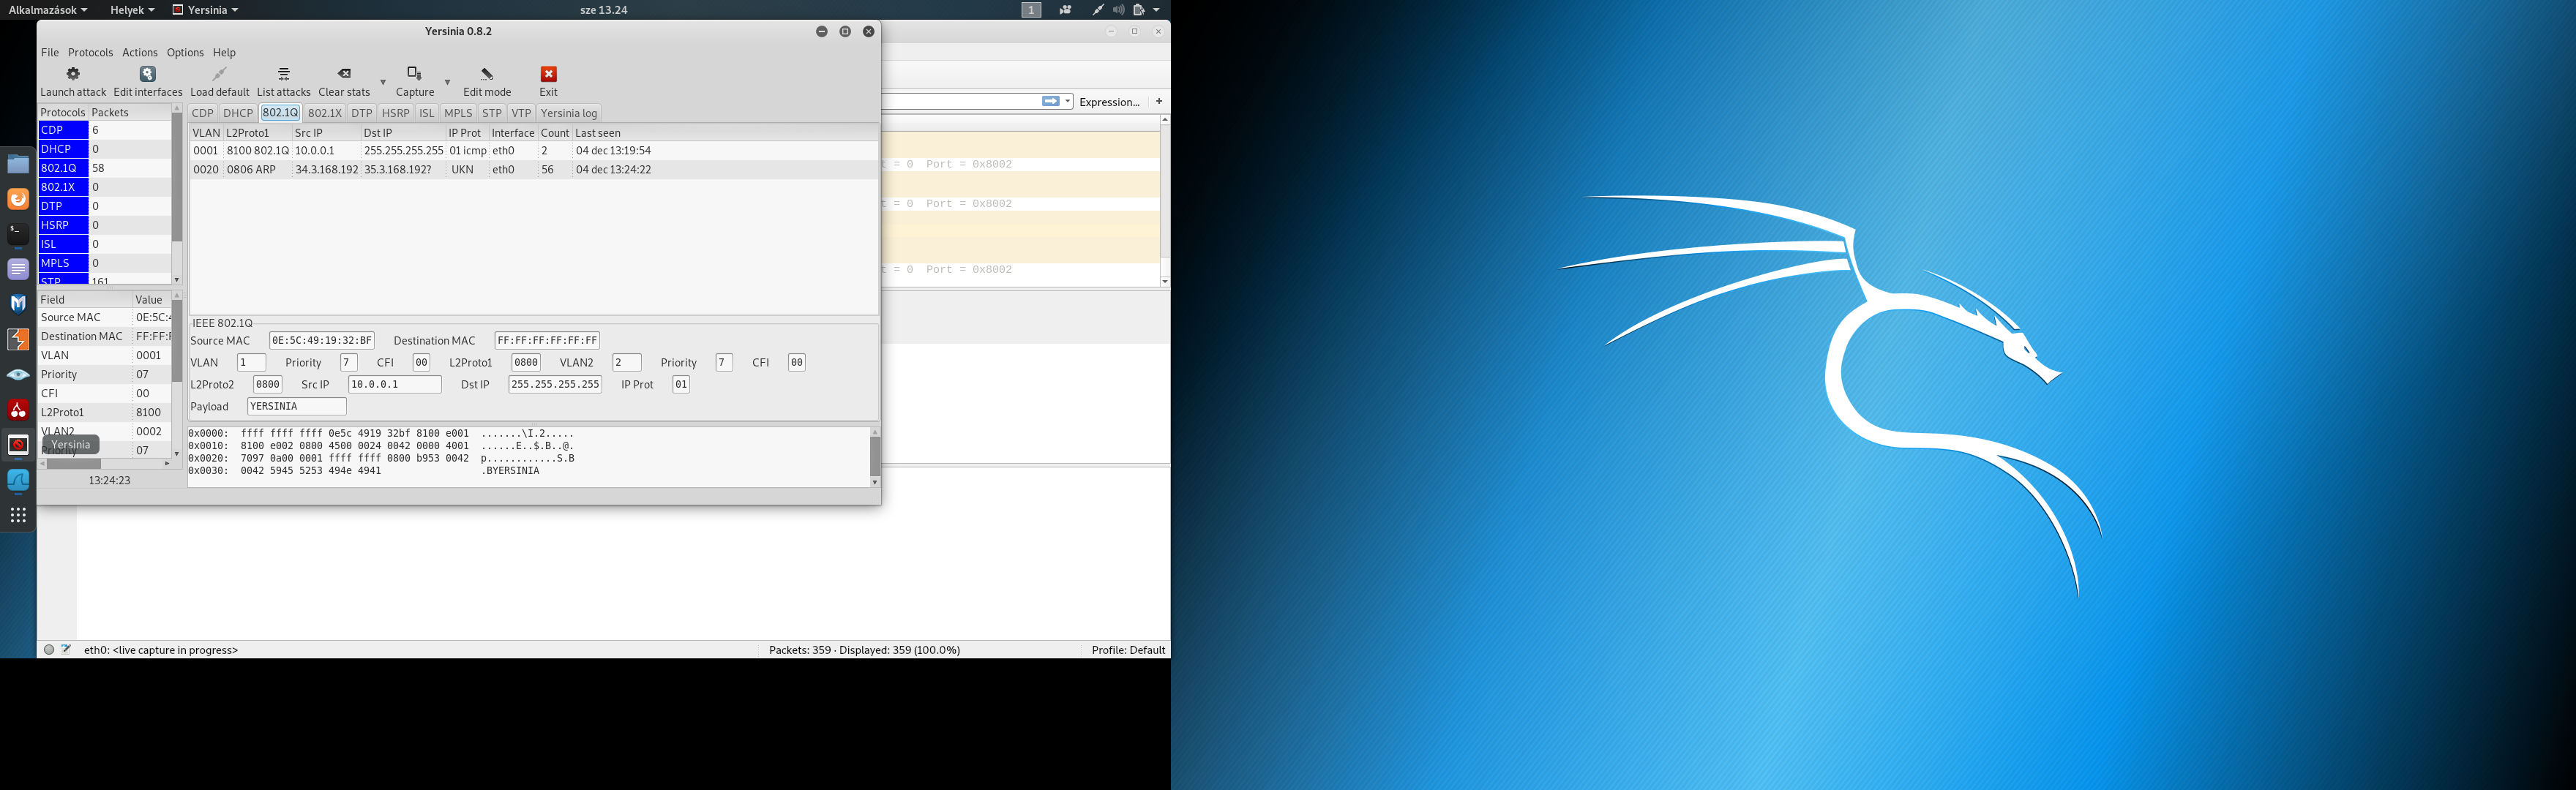 Alkalmazások Helyek Yersinia sze 13.24 1
Yersinia 0.8.2
File Protocols Actions Options Help
Launch attack Edit interfaces Load default List attacks Clear stats Capture Edit mode Exit
Expression... +
Protocols Packets
CDP 6
DHCP 0
802.1Q 58
802.1X 0
DTP 0
HSRP 0
ISL 0
MPLS 0
STP 161
CDP DHCP 802.1Q 802.1X DTP HSRP ISL MPLS STP VTP Yersinia log
VLAN L2Proto1 Src IP Dst IP IP Prot Interface Count Last seen
0001 8100 802.1Q 10.0.0.1 255.255.255.255 01 icmp eth0 2 04 dec 13:19:54
0020 0806 ARP 34.3.168.192 35.3.168.192? UKN eth0 56 04 dec 13:24:22
t = 0 Port = 0x8002
t = 0 Port = 0x8002
t = 0 Port = 0x8002
Field Value
Source MAC 0E:5C:4
Destination MAC FF:FF:F
VLAN 0001
Priority 07
CFI 00
L2Proto1 8100
VLAN2 0002
Priority 07
Yersinia
13:24:23
IEEE 802.1Q
Source MAC 0E:5C:49:19:32:BF Destination MAC FF:FF:FF:FF:FF:FF
VLAN 1 Priority 7 CFI 00 L2Proto1 0800 VLAN2 2 Priority 7 CFI 00
L2Proto2 0800 Src IP 10.0.0.1 Dst IP 255.255.255.255 IP Prot 01
Payload YERSINIA
0x0000: ffff ffff ffff 0e5c 4919 32bf 8100 e001 .......\I.2.....
0x0010: 8100 e002 0800 4500 0024 0042 0000 4001 ......E..$.B..@.
0x0020: 7097 0a00 0001 ffff ffff 0800 b953 0042 p............S.B
0x0030: 0042 5945 5253 494e 4941 .BYERSINIA
eth0: <live capture in progress> Packets: 359 · Displayed: 359 (100.0%) Profile: Default